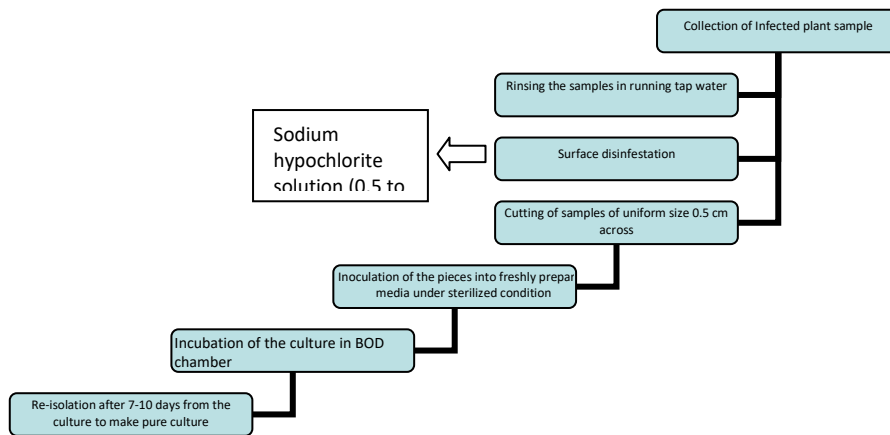 Collection of Infected plant sample
Rinsing the samples in running tap water
Sodium
hypochlorite
solution (0.5 to
Surface disinfestation
Cutting of samples of uniform size 0.5 cm
across
Inoculation of the pieces into freshly prepar
media under sterilized condition
Incubation of the culture in BOD
chamber
Re-isolation after 7-10 days from the
culture to make pure culture